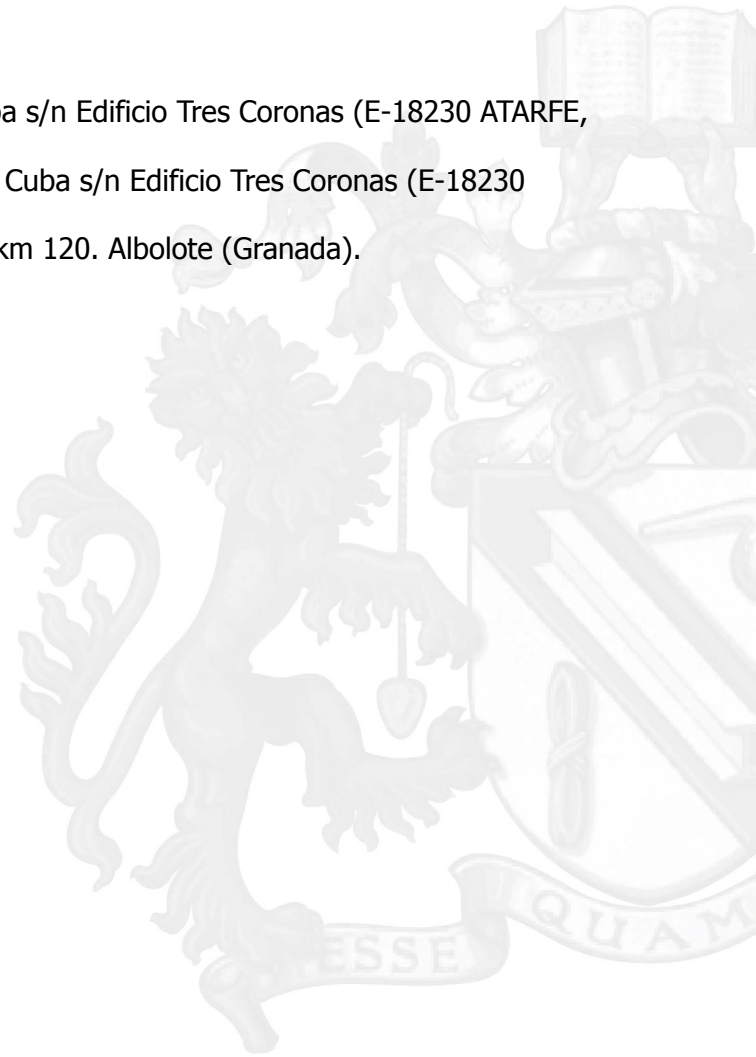 ba s/n Edificio Tres Coronas (E-18230 ATARFE,
Cuba s/n Edificio Tres Coronas (E-18230
km 120. Albolote (Granada).
ESSE QUAM